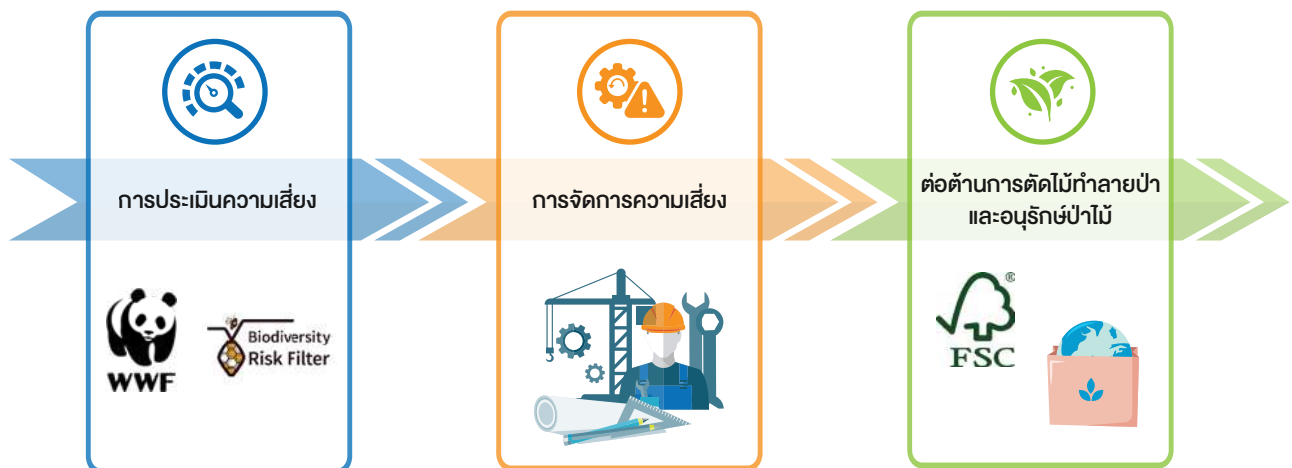 การประเมินความเสี่ยง
WWF
Biodiversity
Risk Filter
การจัดการความเสี่ยง
ต่อต้านการตัดไม้ทำลายป่า
และอนุรักษ์ป่าไม้
®
FSC